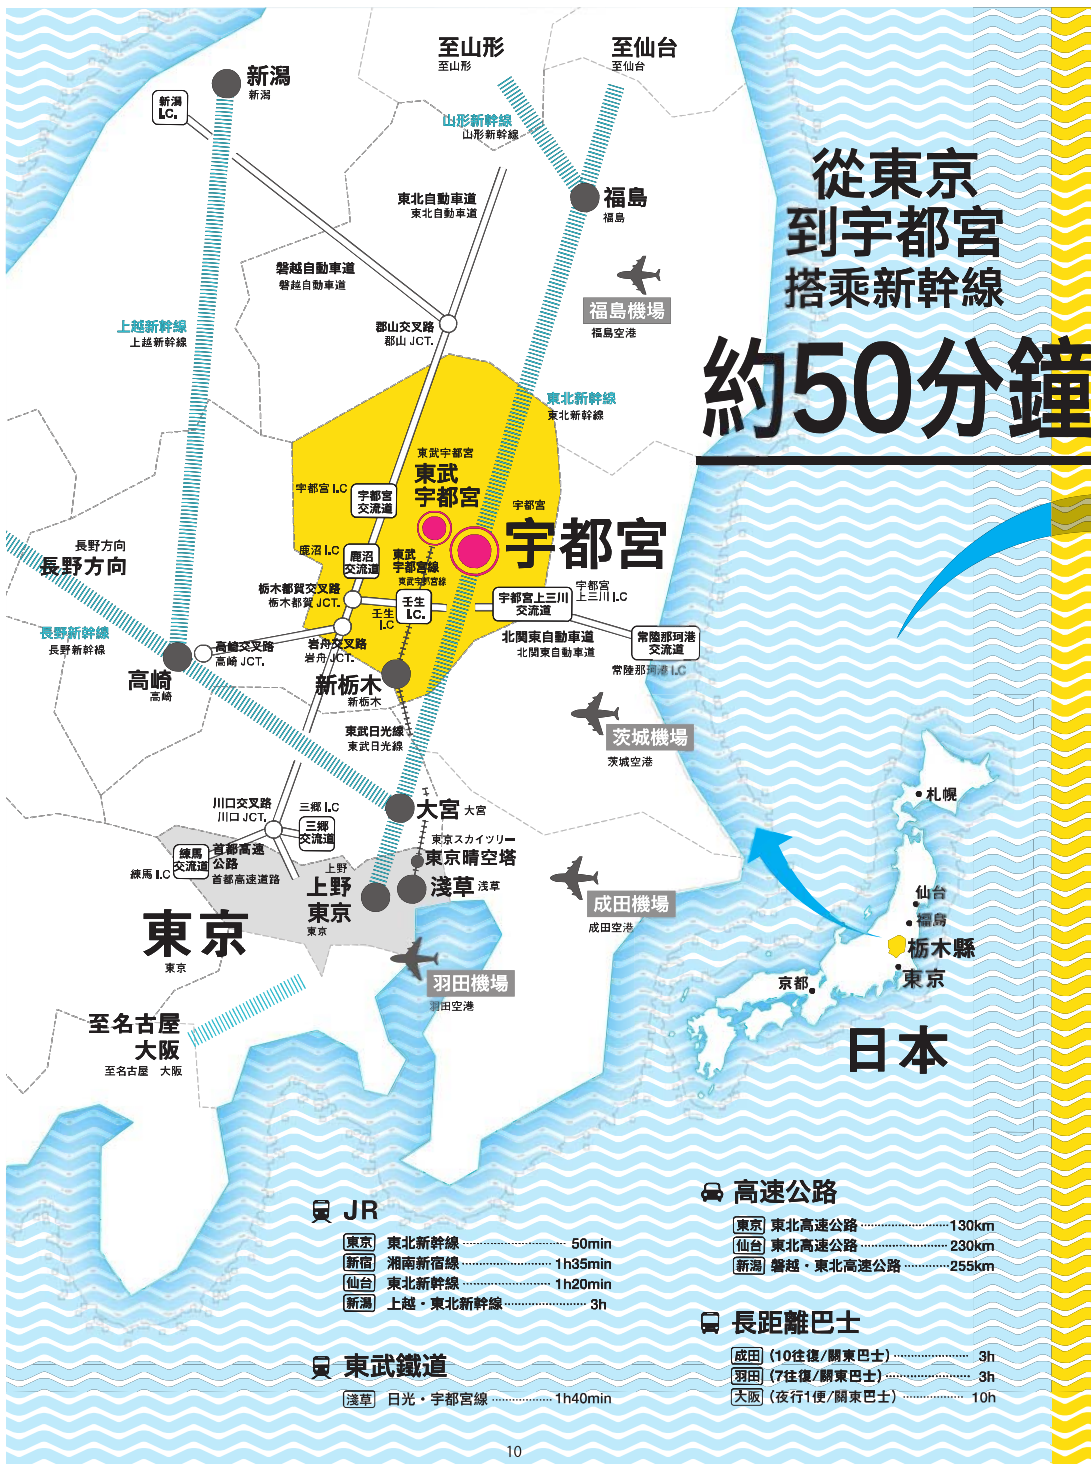 至山形
至山形
至仙台
至仙台
新潟
新潟
新潟
I.C.
山形新幹線
山形新幹線
福島
福島
東北自動車道
東北自動車道
磐越自動車道
磐越自動車道
福島機場
福島空港
上越新幹線
上越新幹線
郡山交叉路
郡山 JCT.
東北新幹線
東北新幹線
從東京
到宇都宮
搭乘新幹線
約50分鐘
東武宇都宮
東武
宇都宮
宇都宮 I.C
宇都宮
交流道
宇都宮
宇都宮
鹿沼 I.C
鹿沼
交流道
東武
宇都宮線
東武宇都宮線
長野方向
長野方向
栃木都賀交叉路
栃木都賀 JCT.
壬生
I.C
壬生
I.C.
宇都宮上三川
交流道
宇都宮
上三川 I.C
北関東自動車道
北関東自動車道
常陸那珂港
交流道
常陸那珂港 I.C
長野新幹線
長野新幹線
高崎交叉路
高崎 JCT.
岩舟交叉路
岩舟 JCT.
高崎
高崎
新栃木
新栃木
東武日光線
東武日光線
茨城機場
茨城空港
川口交叉路
川口 JCT.
三郷 I.C
三郷
交流道
大宮 大宮
東京スカイツリー
東京晴空塔
練馬
交流道
練馬 I.C
首都高速
公路
首都高速道路
上野
上野
東京
東京
淺草 浅草
成田機場
成田空港
東京
東京
羽田機場
羽田空港
至名古屋
大阪
至名古屋 大阪
札幌
仙台
福島
栃木縣
東京
京都
日本
JR
東京 東北新幹線 50min
新宿 湘南新宿線 1h35min
仙台 東北新幹線 1h20min
新潟 上越・東北新幹線 3h
東武鐵道
淺草 日光・宇都宮線 1h40min
高速公路
東京 東北高速公路 130km
仙台 東北高速公路 230km
新潟 磐越・東北高速公路 255km
長距離巴士
成田 (10往復/關東巴士) 3h
羽田 (7往復/關東巴士) 3h
大阪 (夜行1便/關東巴士) 10h
10